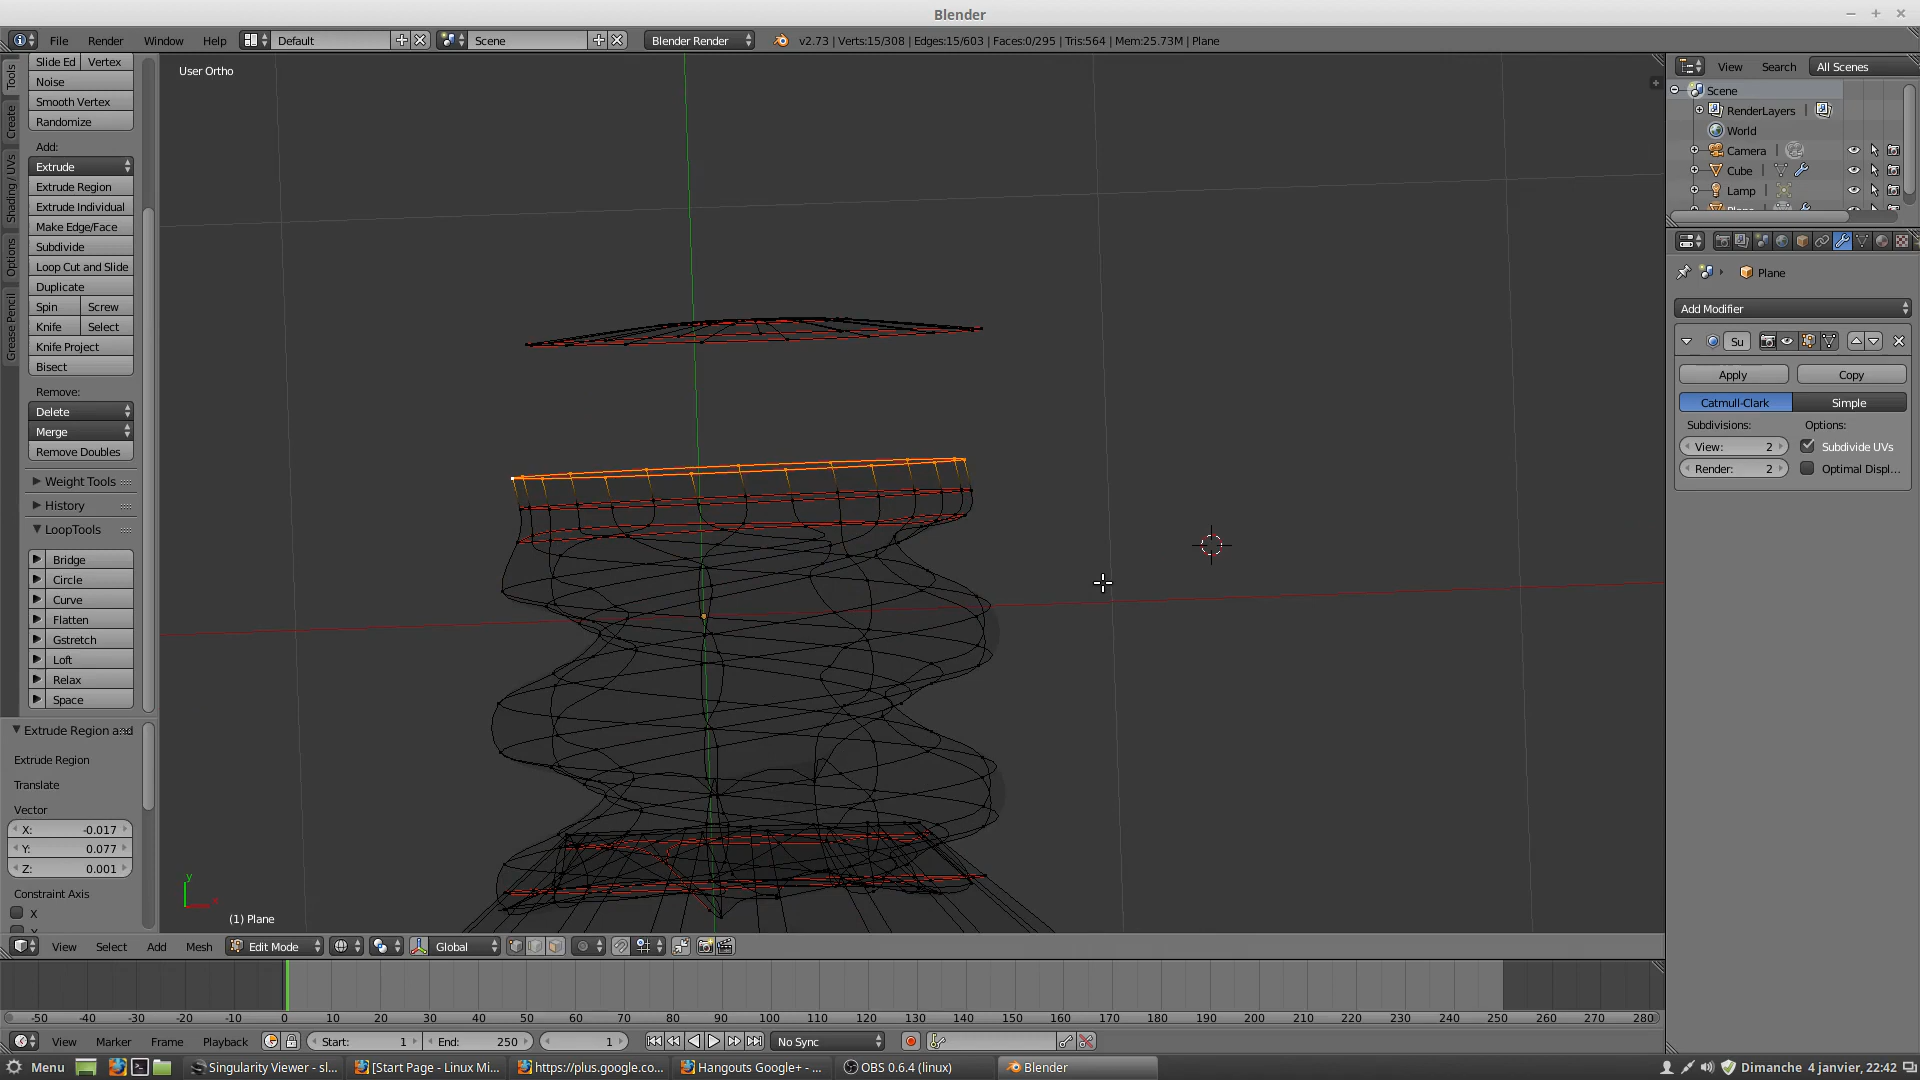 Blender
File Render Window Help Default Scene Blender Render v2.73 | Verts:15/308 | Edges:15/603 | Faces:0/295 | Tris:564 | Mem:25.73M | Plane
Slide Ed Vertex
Noise
Smooth Vertex
Randomize
Add:
Extrude
Extrude Region
Extrude Individual
Make Edge/Face
Subdivide
Loop Cut and Slide
Duplicate
Spin Screw
Knife Select
Knife Project
Bisect
Remove:
Delete
Merge
Remove Doubles
Weight Tools
History
LoopTools
Bridge
Circle
Curve
Flatten
Gstretch
Loft
Relax
Space
Tools
Create
Shading / UVs
Options
Grease Pencil
Extrude Region and
Extrude Region
Translate
Vector
X: -0.017
Y: 0.077
Z: 0.001
Constraint Axis
X
User Ortho
y
(1) Plane
View Search All Scenes
Scene
RenderLayers |
World
Camera |
Cube |
Lamp |
Plane
Add Modifier
Su
Apply Copy
Catmull-Clark Simple
Subdivisions: Options:
View: 2 Subdivide UVs
Render: 2 Optimal Displ...
View Select Add Mesh Edit Mode Global
-50 -40 -30 -20 -10 0 10 20 30 40 50 60 70 80 90 100 110 120 130 140 150 160 170 180 190 200 210 220 230 240 250 260 270 280
View Marker Frame Playback Start: 1 End: 250 1 No Sync
Menu Singularity Viewer - sl... [Start Page - Linux Mi... https://plus.google.co... Hangouts Google+ - ... OBS 0.6.4 (linux) Blender Dimanche 4 janvier, 22:42